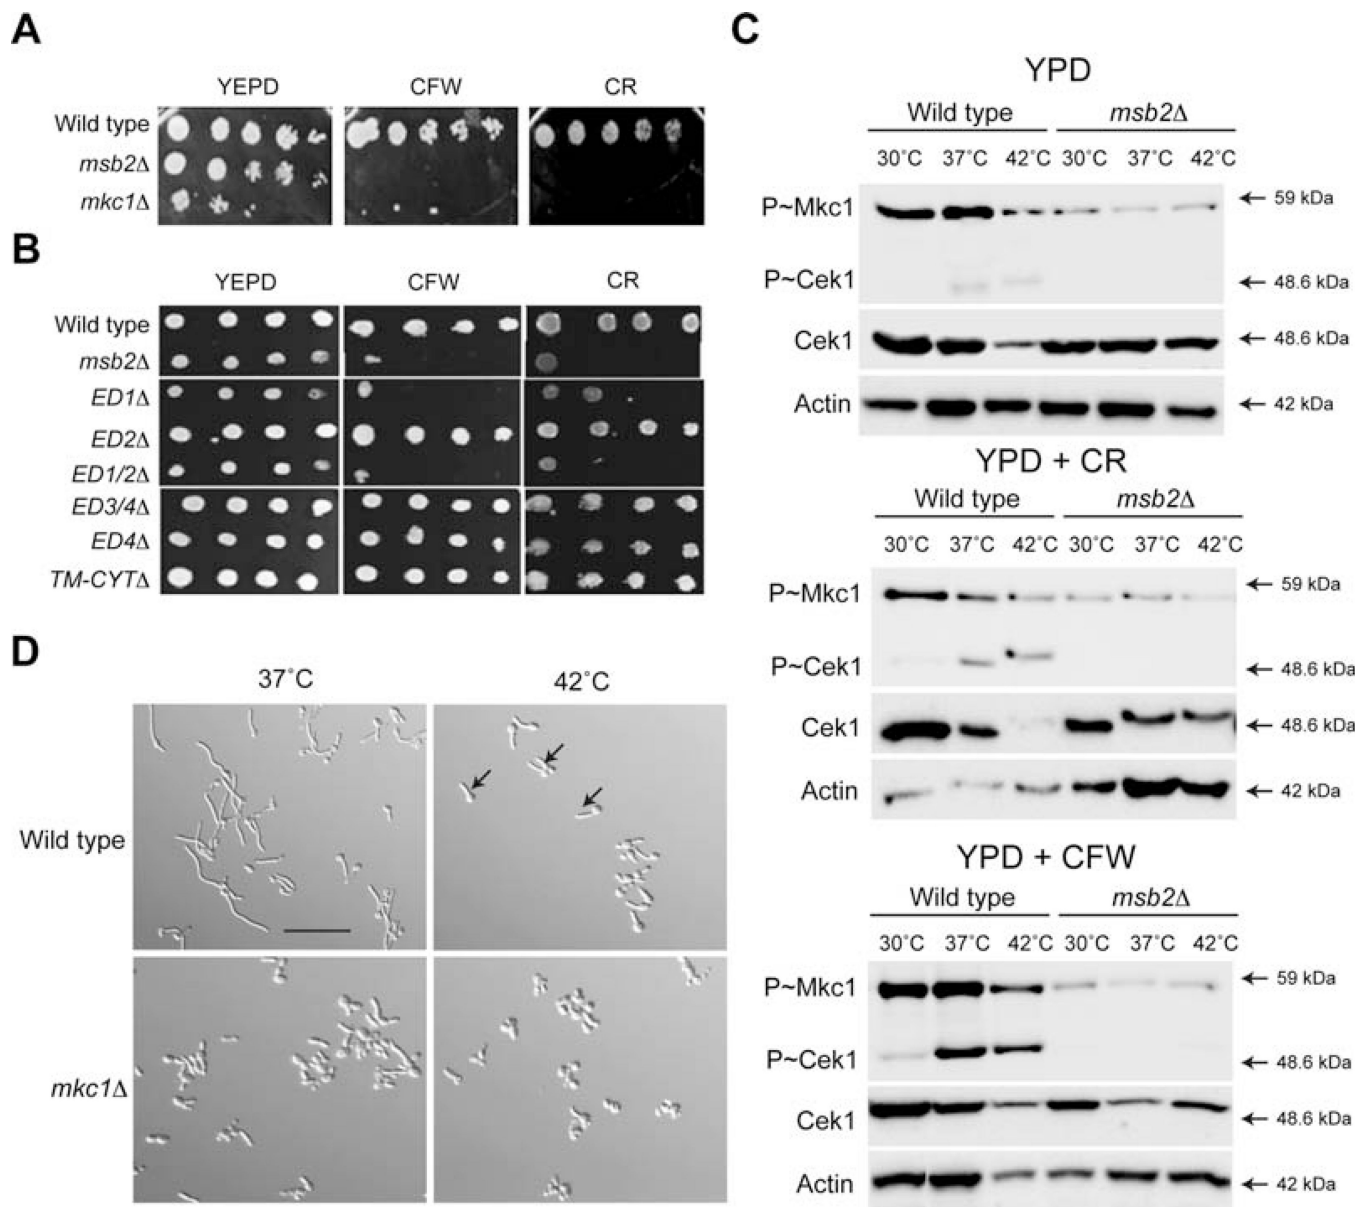 A
YEPD CFW CR
Wild type
msb2Δ
mkc1Δ
B
YEPD CFW CR
Wild type
msb2Δ
ED1Δ
ED2Δ
ED1/2Δ
ED3/4Δ
ED4Δ
TM-CYTΔ
D
37˚C 42˚C
Wild type
mkc1Δ
C
YPD
Wild type msb2Δ
30˚C 37˚C 42˚C 30˚C 37˚C 42˚C
P~Mkc1 ← 59 kDa
P~Cek1 ← 48.6 kDa
Cek1 ← 48.6 kDa
Actin ← 42 kDa
YPD + CR
Wild type msb2Δ
30˚C 37˚C 42˚C 30˚C 37˚C 42˚C
P~Mkc1 ← 59 kDa
P~Cek1 ← 48.6 kDa
Cek1 ← 48.6 kDa
Actin ← 42 kDa
YPD + CFW
Wild type msb2Δ
30˚C 37˚C 42˚C 30˚C 37˚C 42˚C
P~Mkc1 ← 59 kDa
P~Cek1 ← 48.6 kDa
Cek1 ← 48.6 kDa
Actin ← 42 kDa